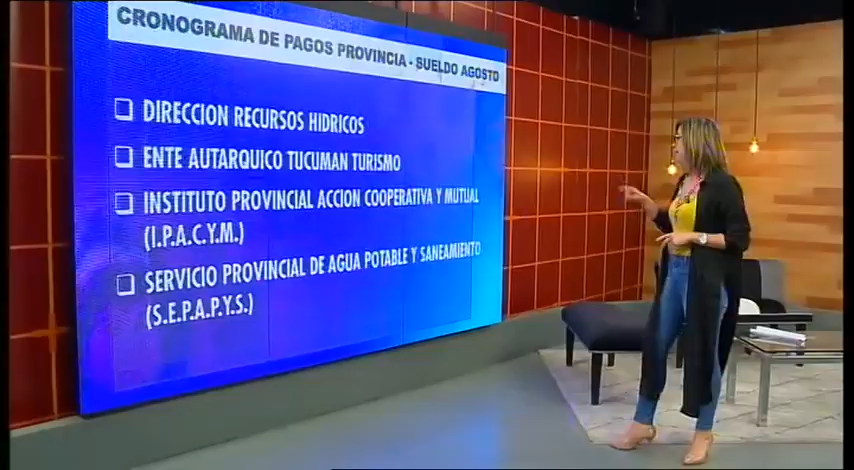 CRONOGRAMA DE PAGOS PROVINCIA - SUELDO AGOSTO
DIRECCION RECURSOS HIDRICOS
ENTE AUTARQUICO TUCUMAN TURISMO
INSTITUTO PROVINCIAL ACCION COOPERATIVA Y MUTUAL
(I.P.A.C.Y.M.)
SERVICIO PROVINCIAL DE AGUA POTABLE Y SANEAMIENTO
(S.E.P.A.P.Y.S.)